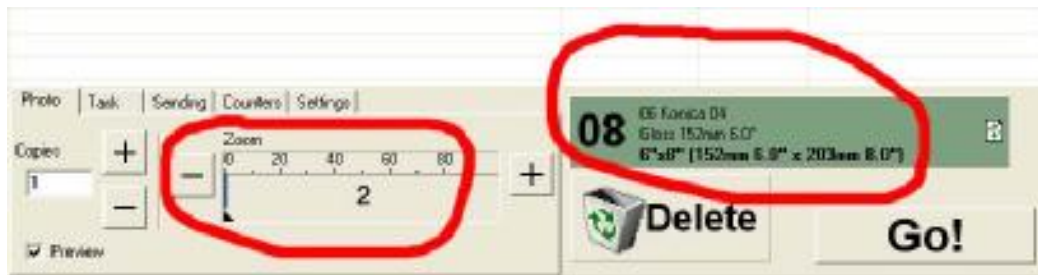 Photo Task Sending Counters Settings
Copies
1
+
−
Preview
Zoom
0 20 40 60 80
−
2
+
08
06 Konica 04
Gloss 152mm 6.0"
6"x8" (152mm 6.0" x 203mm 8.0")
Delete
Go!